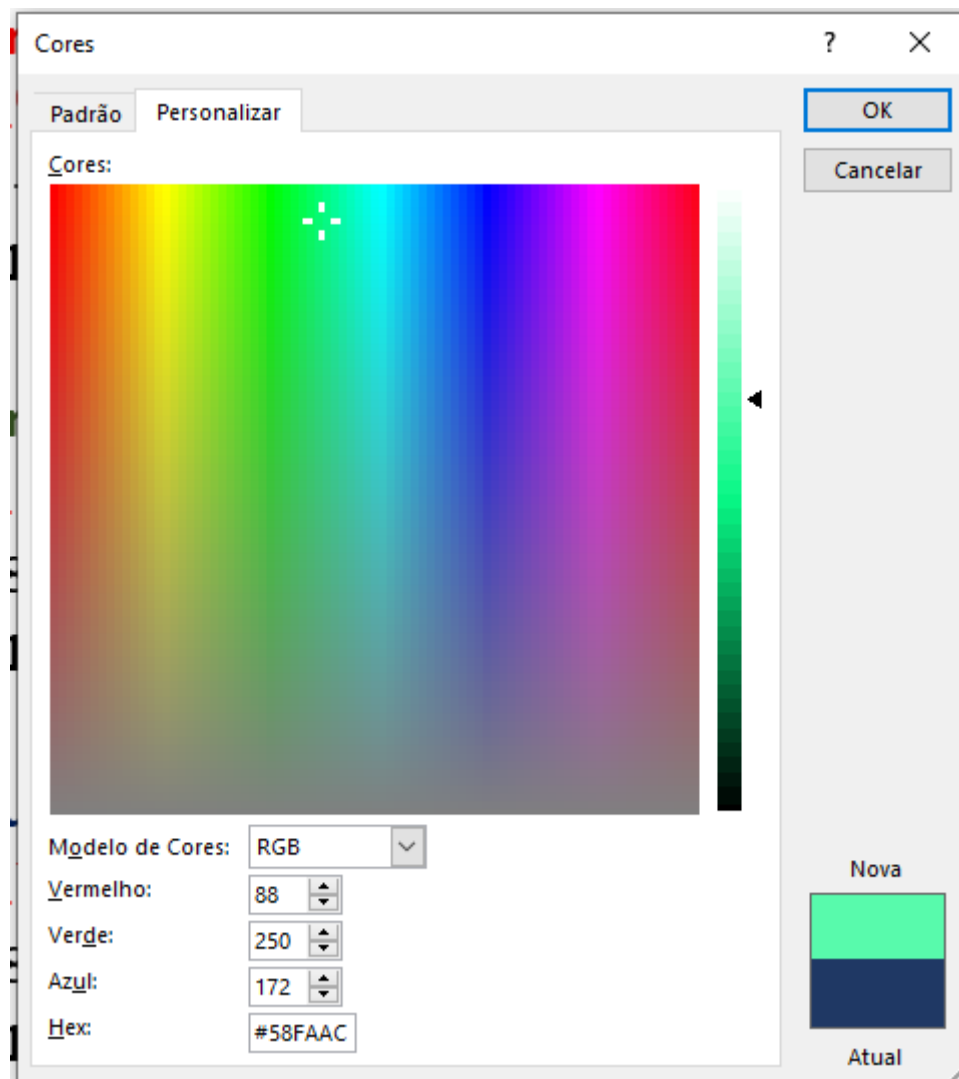 Cores ?
Padrão Personalizar OK
Cores: Cancelar
Modelo de Cores: RGB
Vermelho: 88
Verde: 250
Azul: 172
Hex: #58FAAC
Nova
Atual